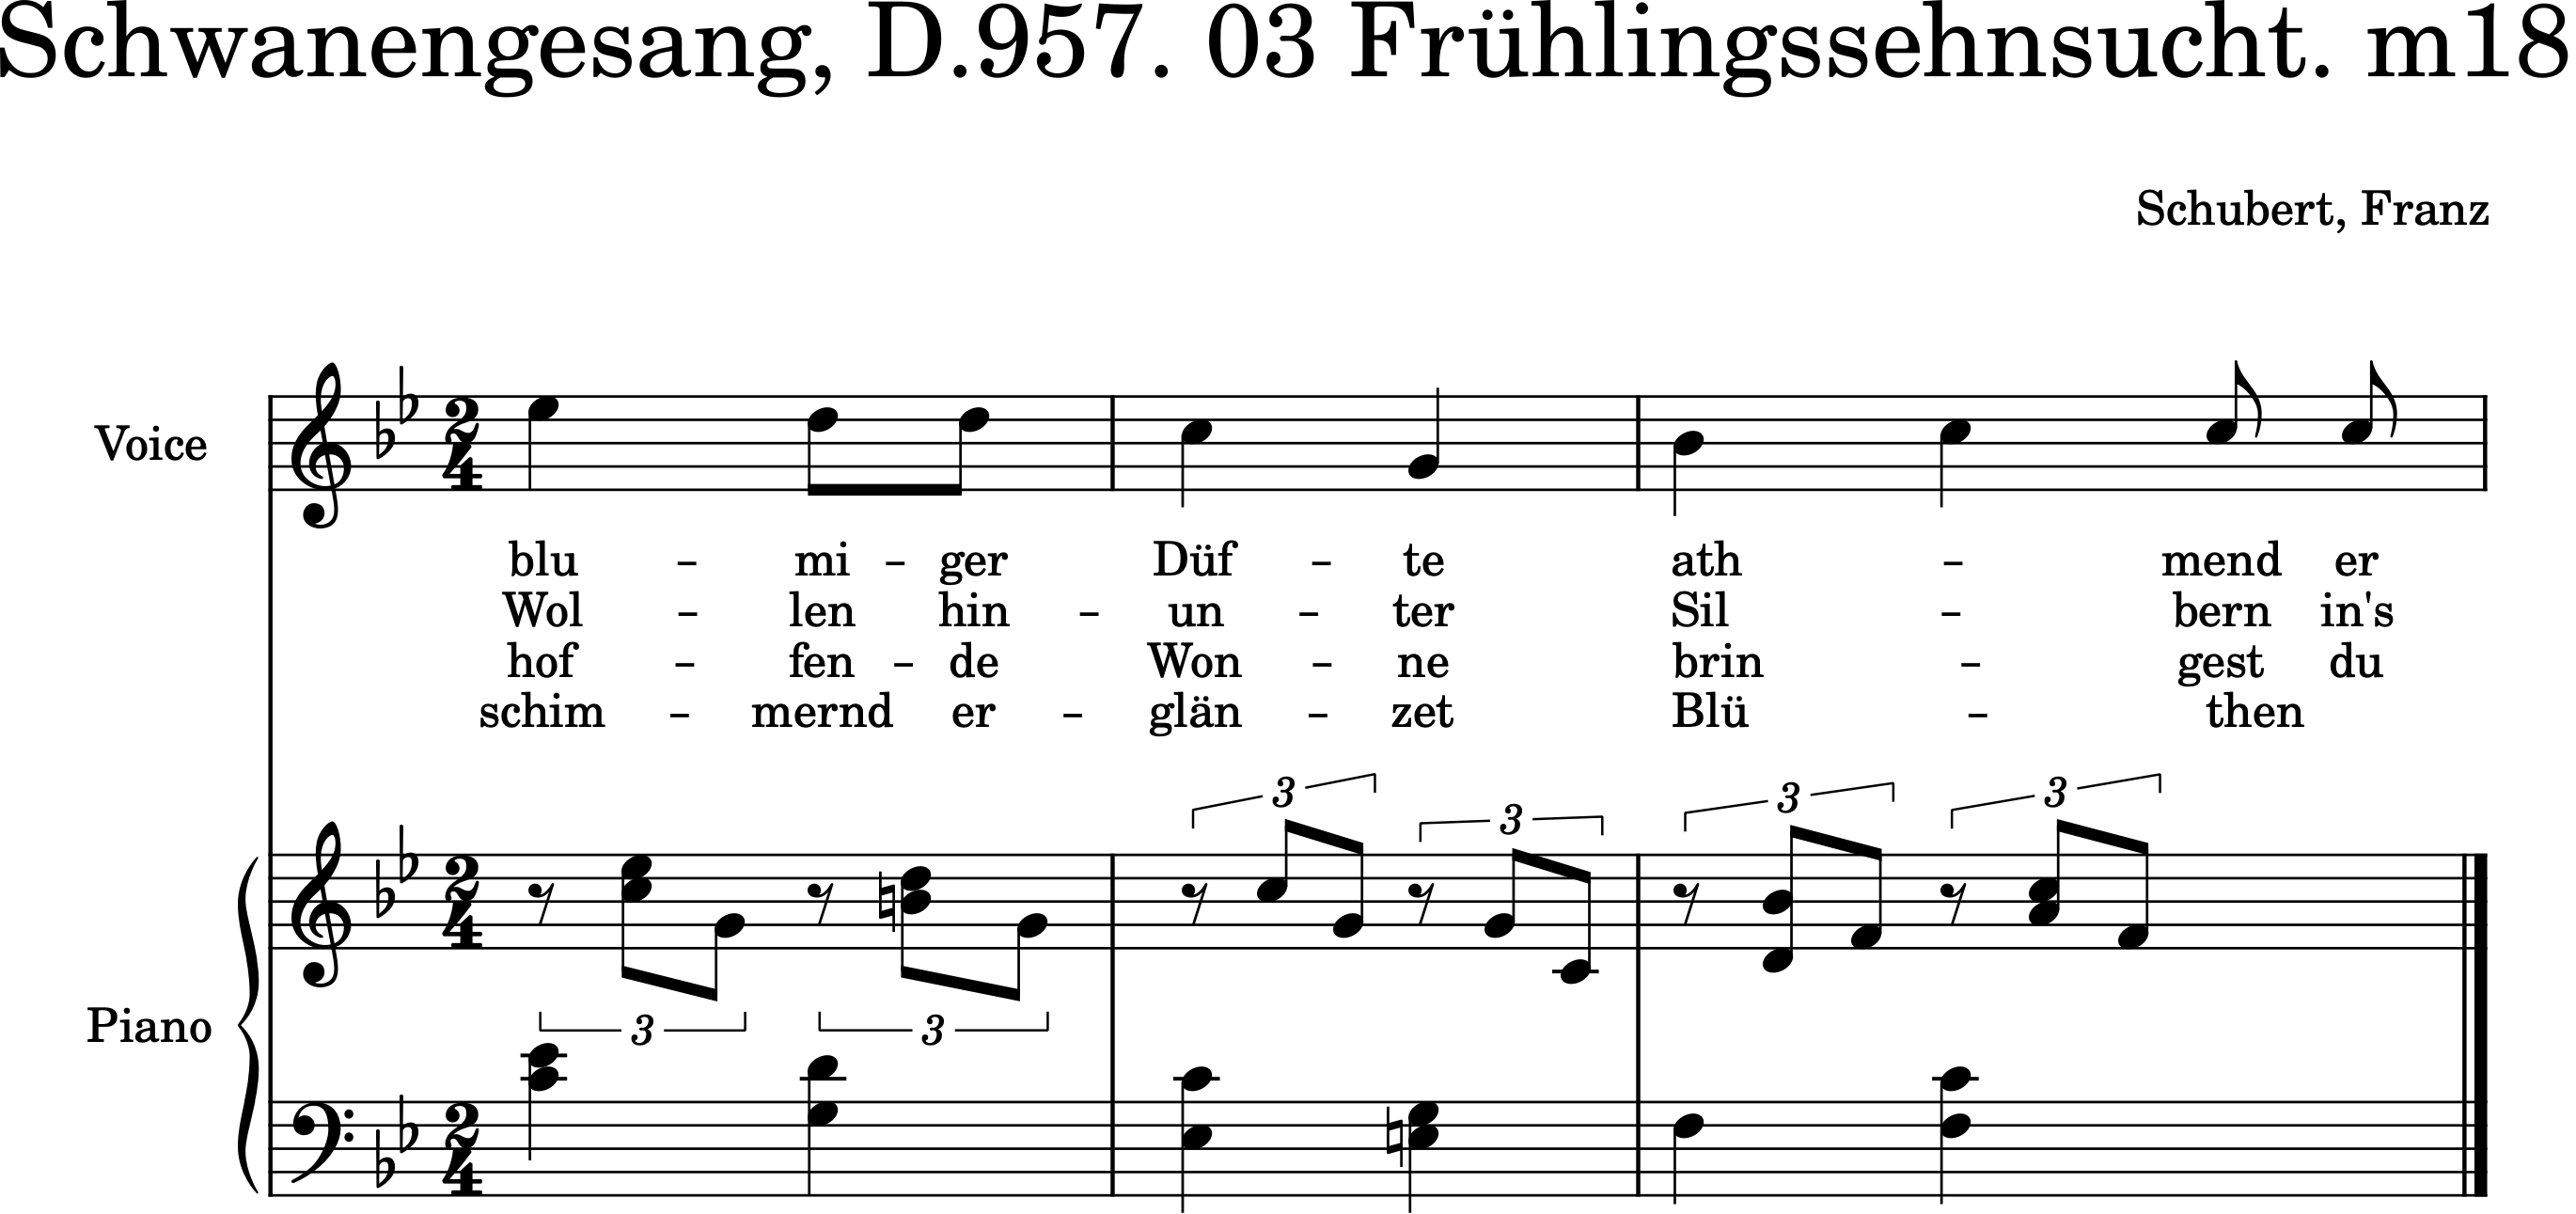 Schwanengesang, D.957. 03 Frühlingssehnsucht. m18
Schubert, Franz
Voice
blu – mi – ger Düf – te ath – mend er
Wol – len hin – un – ter Sil – bern in's
hof – fen – de Won – ne brin – gest du
schim – mernd er – glän – zet Blü – then
3 3 3 3
Piano
3 3